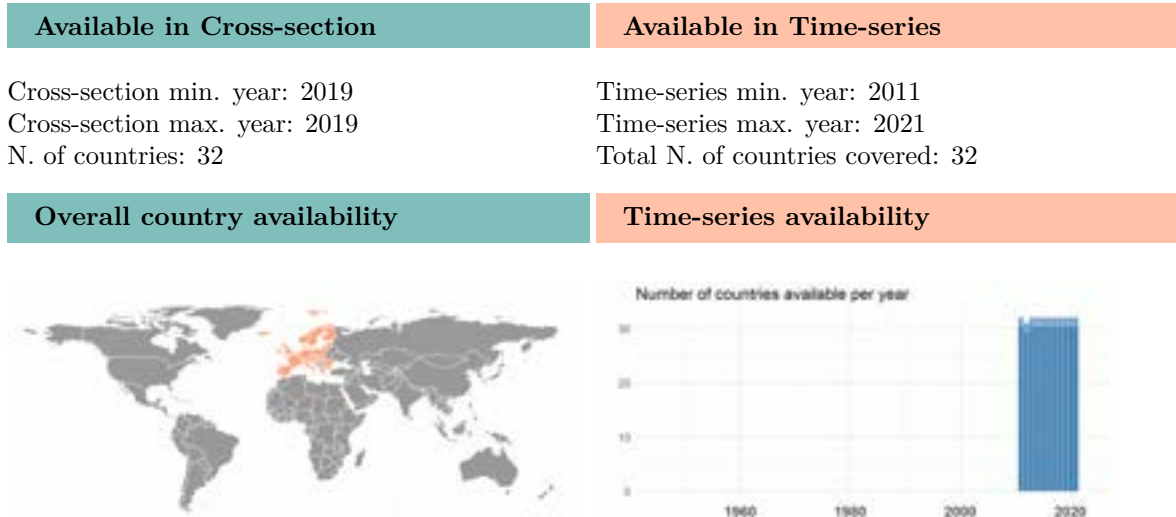 Available in Cross-section
Available in Time-series
Cross-section min. year: 2019
Cross-section max. year: 2019
N. of countries: 32
Time-series min. year: 2011
Time-series max. year: 2021
Total N. of countries covered: 32
Overall country availability
Time-series availability
Number of countries available per year
30
20
10
0
1960
1980
2000
2020